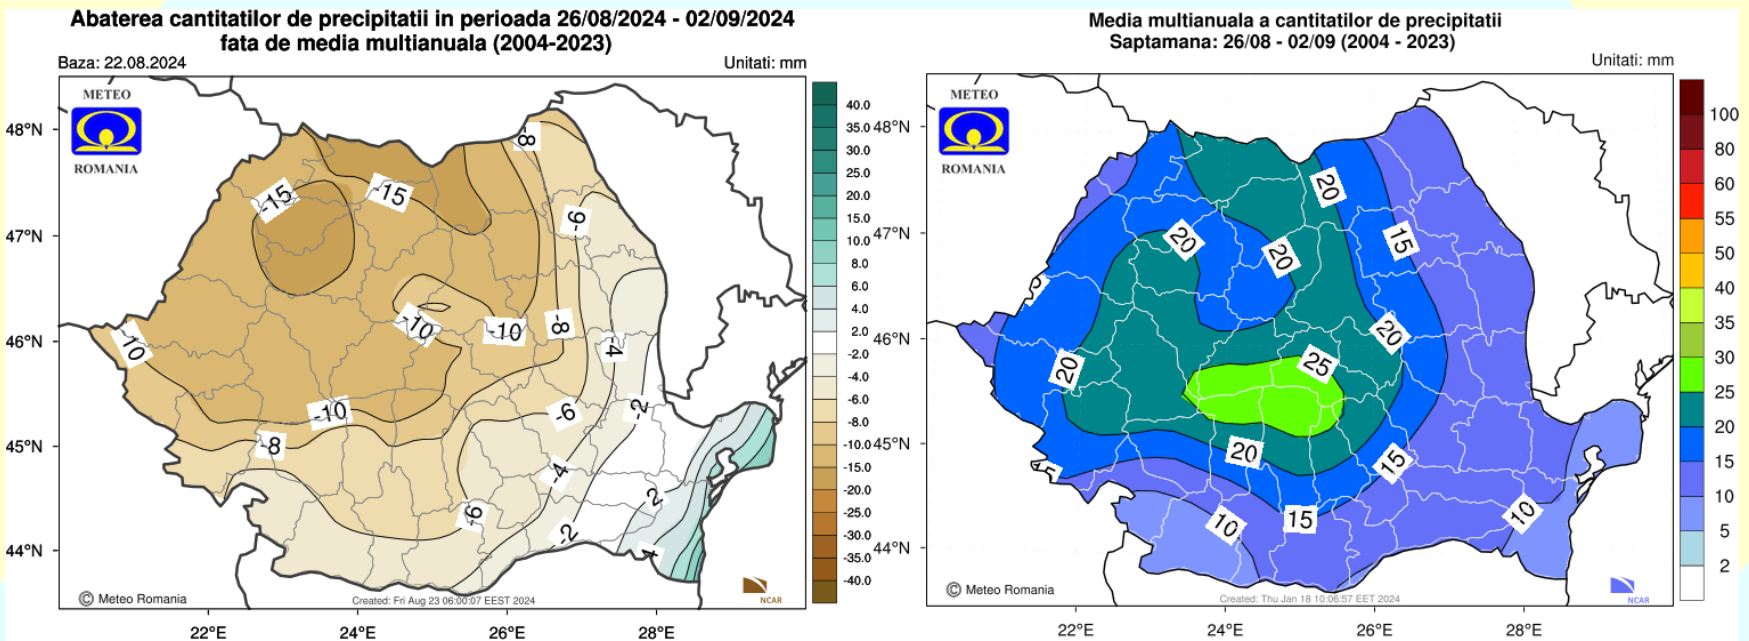 Abaterea cantitatilor de precipitatii in perioada 26/08/2024 - 02/09/2024
fata de media multianuala (2004-2023)
Baza: 22.08.2024
Unitati: mm
METEO
ROMANIA
48°N
47°N
46°N
45°N
44°N
22°E
24°E
26°E
28°E
-15
-15
-8
-6
-10
-10
-10
-8
-4
-10
-8
-6
-2
-4
-6
-2
2
4
40.0
35.0
30.0
25.0
20.0
15.0
10.0
8.0
6.0
4.0
2.0
-2.0
-4.0
-6.0
-8.0
-10.0
-15.0
-20.0
-25.0
-30.0
-35.0
-40.0
© Meteo Romania
Created: Fri Aug 23 06:00:07 EEST 2024
NCAR
Media multianuala a cantitatilor de precipitatii
Saptamana: 26/08 - 02/09 (2004 - 2023)
Unitati: mm
METEO
ROMANIA
48°N
47°N
46°N
45°N
44°N
22°E
24°E
26°E
28°E
20
20
20
15
20
20
25
20
15
15
10
10
100
80
60
55
50
40
35
30
25
20
15
10
5
2
© Meteo Romania
Created: Thu Jan 18 10:06:57 EET 2024
NCAR